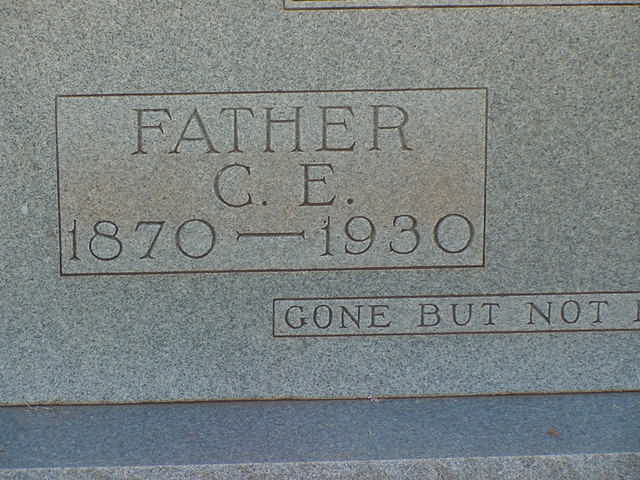 FATHER
C. E.
1870 — 1930
GONE BUT NOT